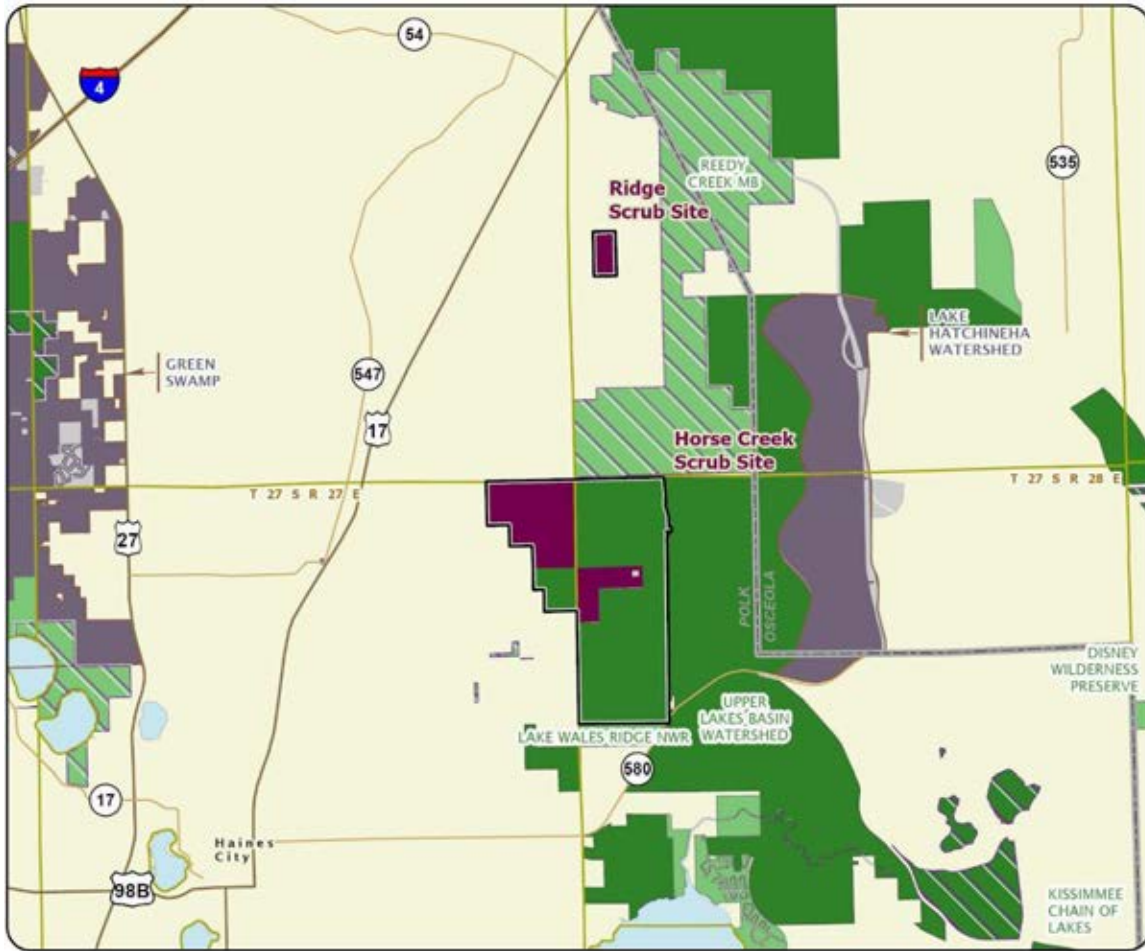 54
4
535
REEDY
CREEK MB
Ridge
Scrub Site
LAKE
HATCHINEHA
WATERSHED
GREEN
SWAMP
547
17
Horse Creek
Scrub Site
T 27 S R 27 E
T 27 S R 28 E
27
POLK
OSCEOLA
DISNEY
WILDERNESS
PRESERVE
UPPER
LAKES BASIN
WATERSHED
LAKE WALES RIDGE NWR
580
17
Haines
City
98B
KISSIMMEE
CHAIN OF
LAKES